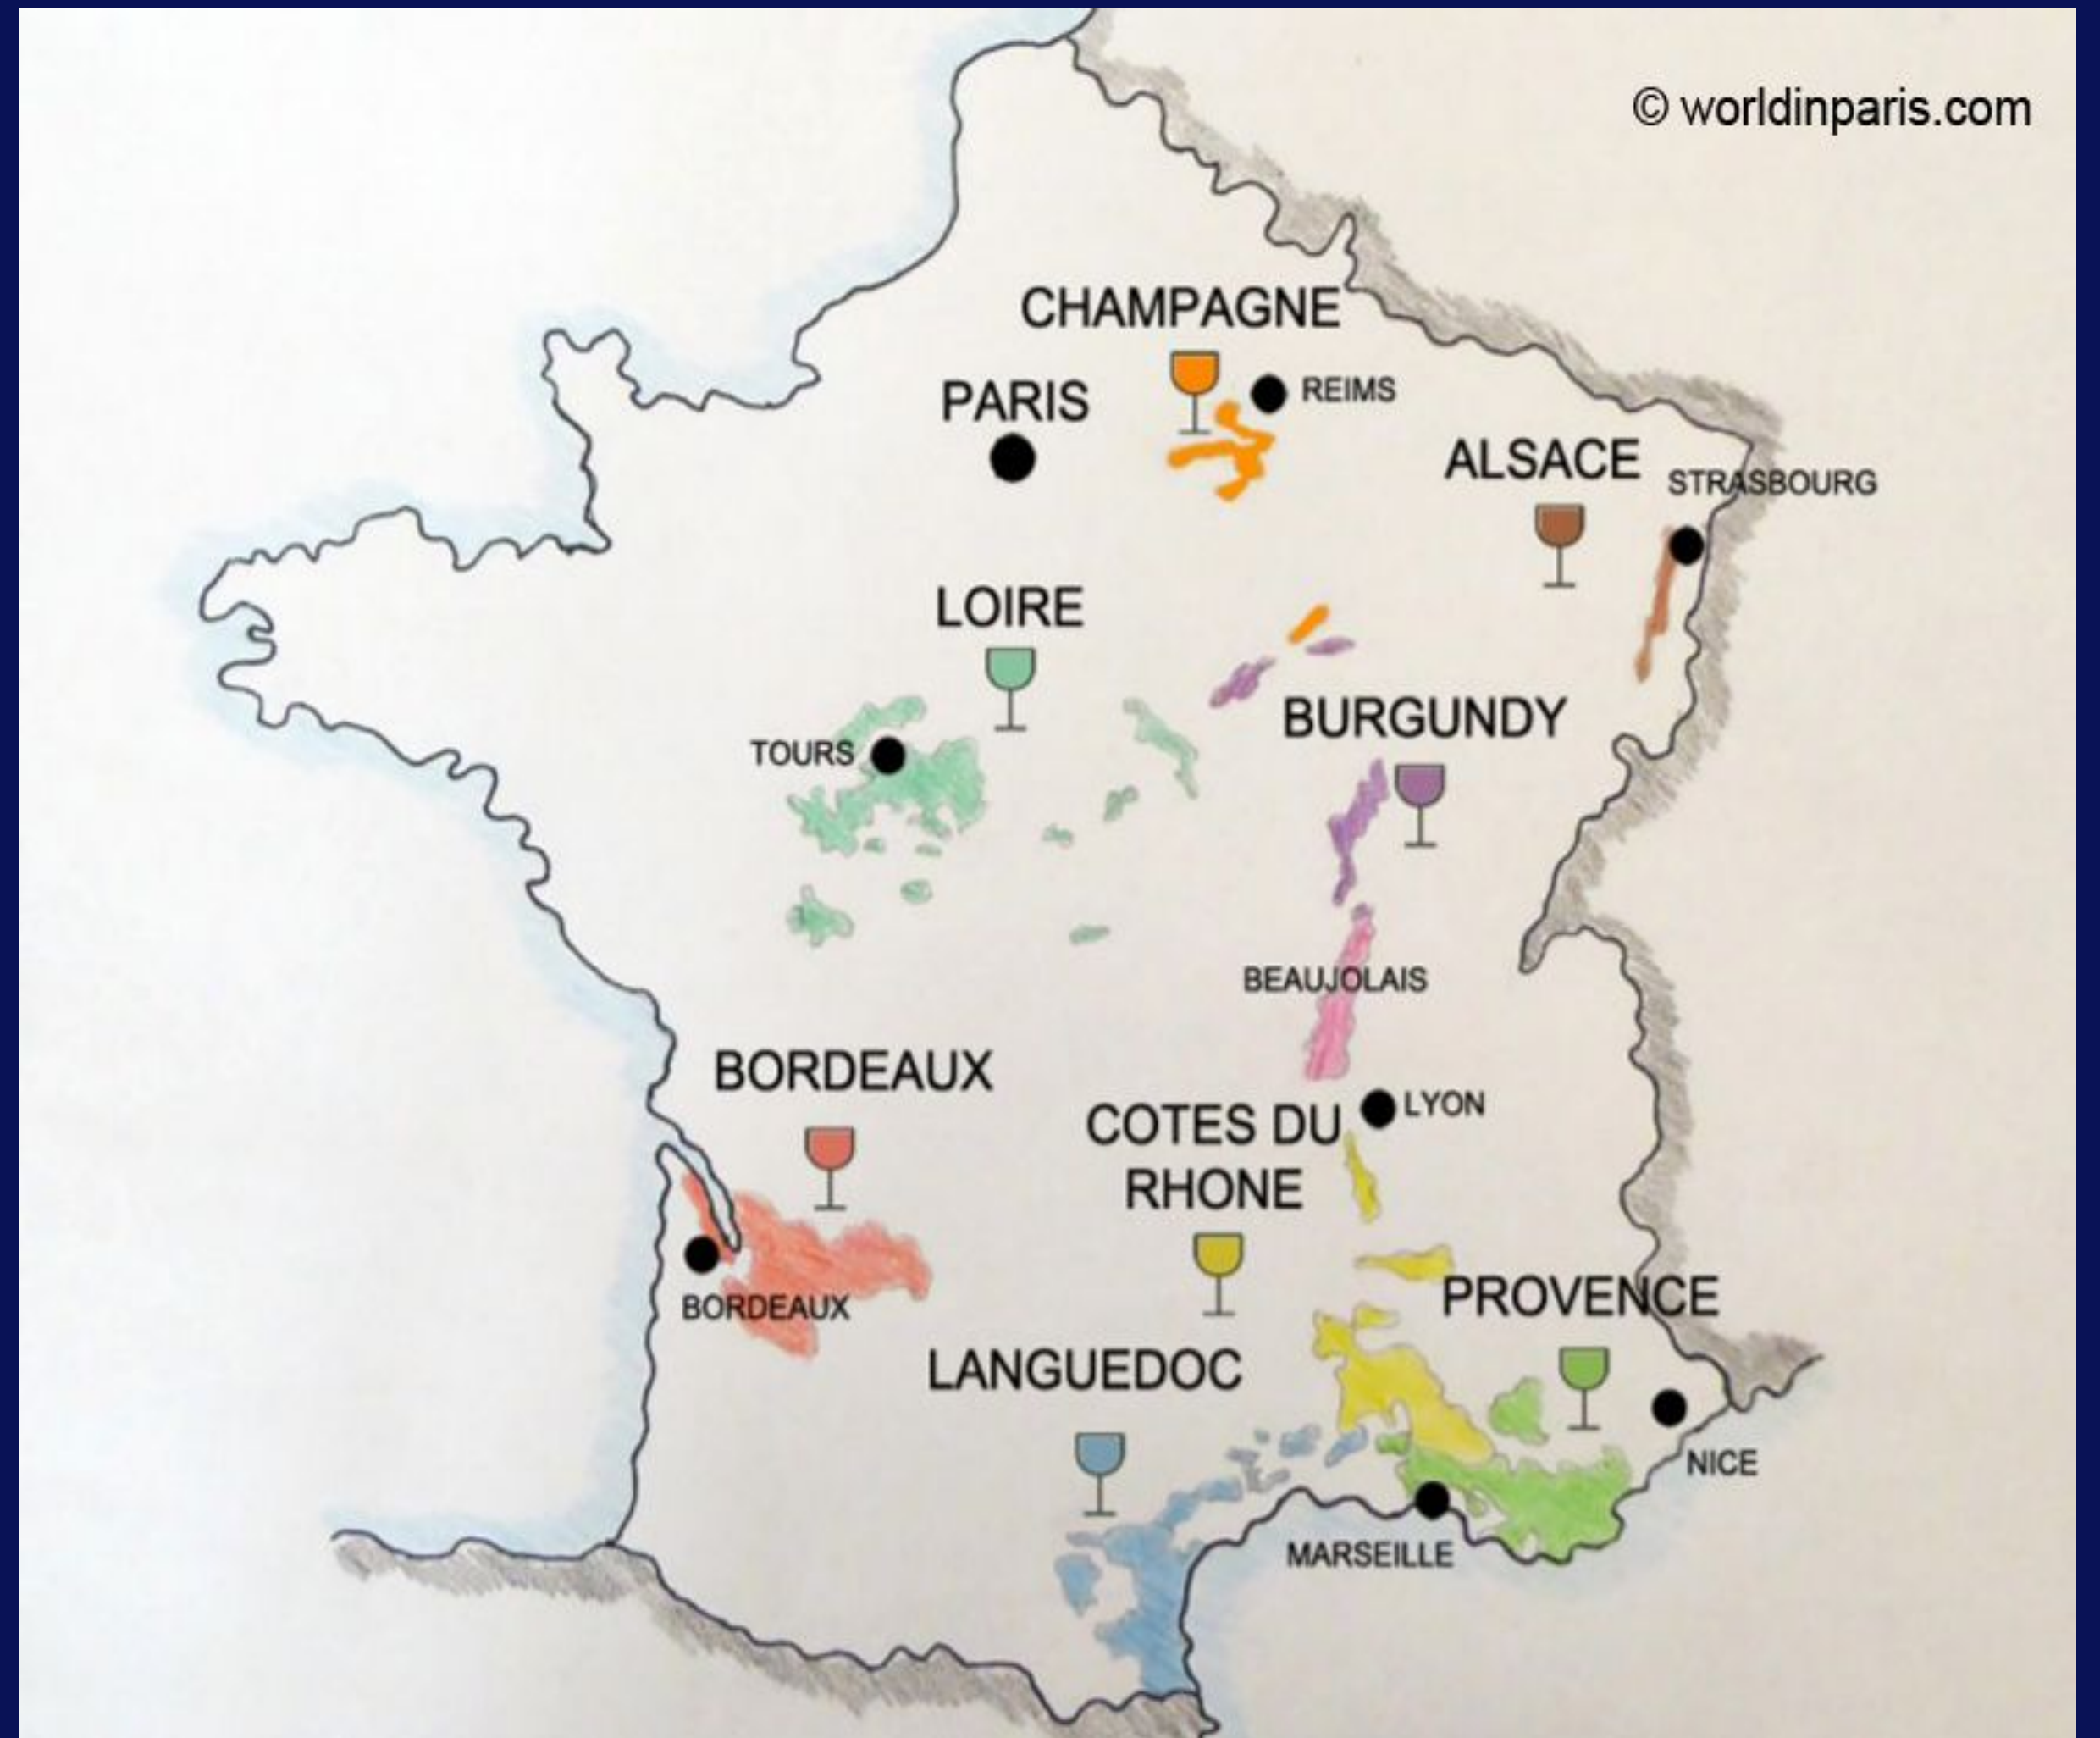 © worldinparis.com
CHAMPAGNE
REIMS
PARIS
ALSACE
STRASBOURG
LOIRE
BURGUNDY
TOURS
BEAUJOLAIS
BORDEAUX
LYON
COTES DU
RHONE
PROVENCE
BORDEAUX
LANGUEDOC
NICE
MARSEILLE